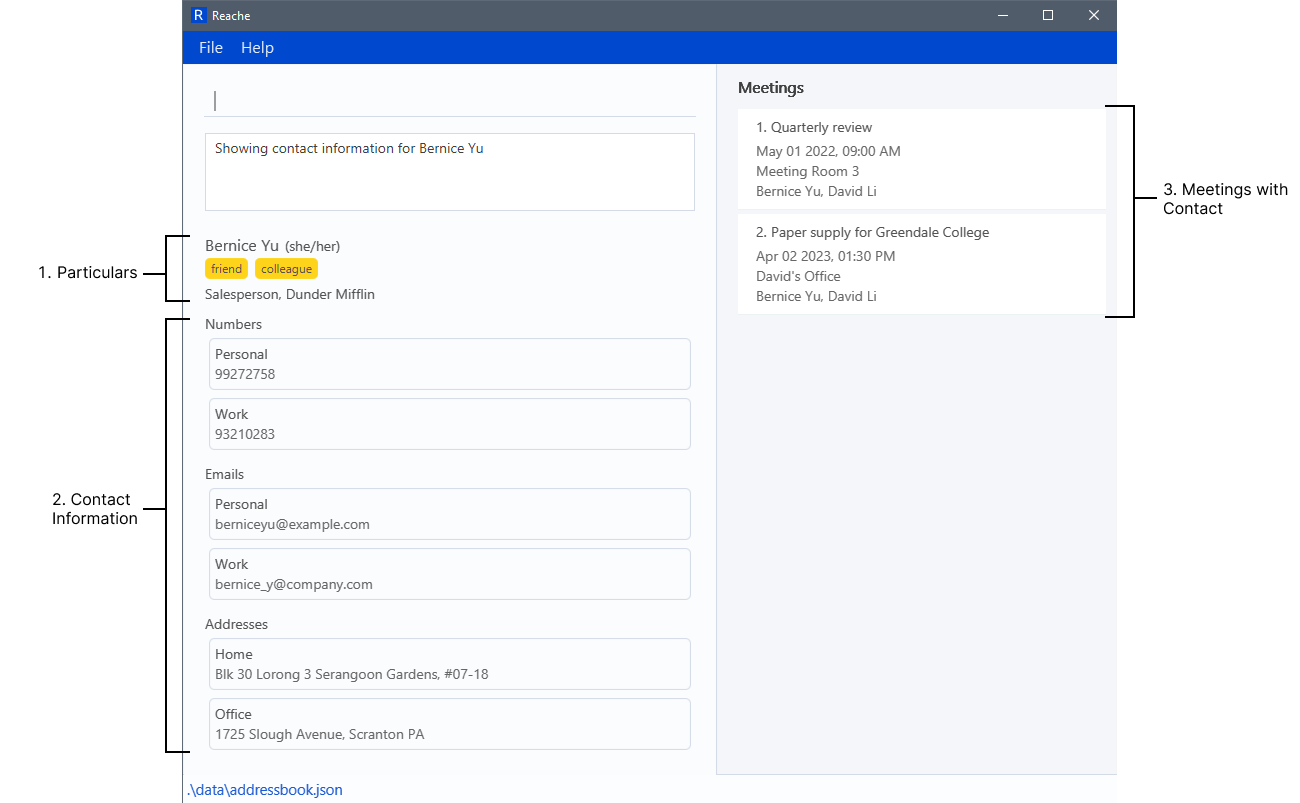 R Reache
File Help
Showing contact information for Bernice Yu
1. Particulars
Bernice Yu (she/her)
friend colleague
Salesperson, Dunder Mifflin
2. Contact
Information
Numbers
Personal
99272758
Work
93210283
Emails
Personal
berniceyu@example.com
Work
bernice_y@company.com
Addresses
Home
Blk 30 Lorong 3 Serangoon Gardens, #07-18
Office
1725 Slough Avenue, Scranton PA
Meetings
1. Quarterly review
May 01 2022, 09:00 AM
Meeting Room 3
Bernice Yu, David Li
2. Paper supply for Greendale College
Apr 02 2023, 01:30 PM
David's Office
Bernice Yu, David Li
3. Meetings with
Contact
.\data\addressbook.json